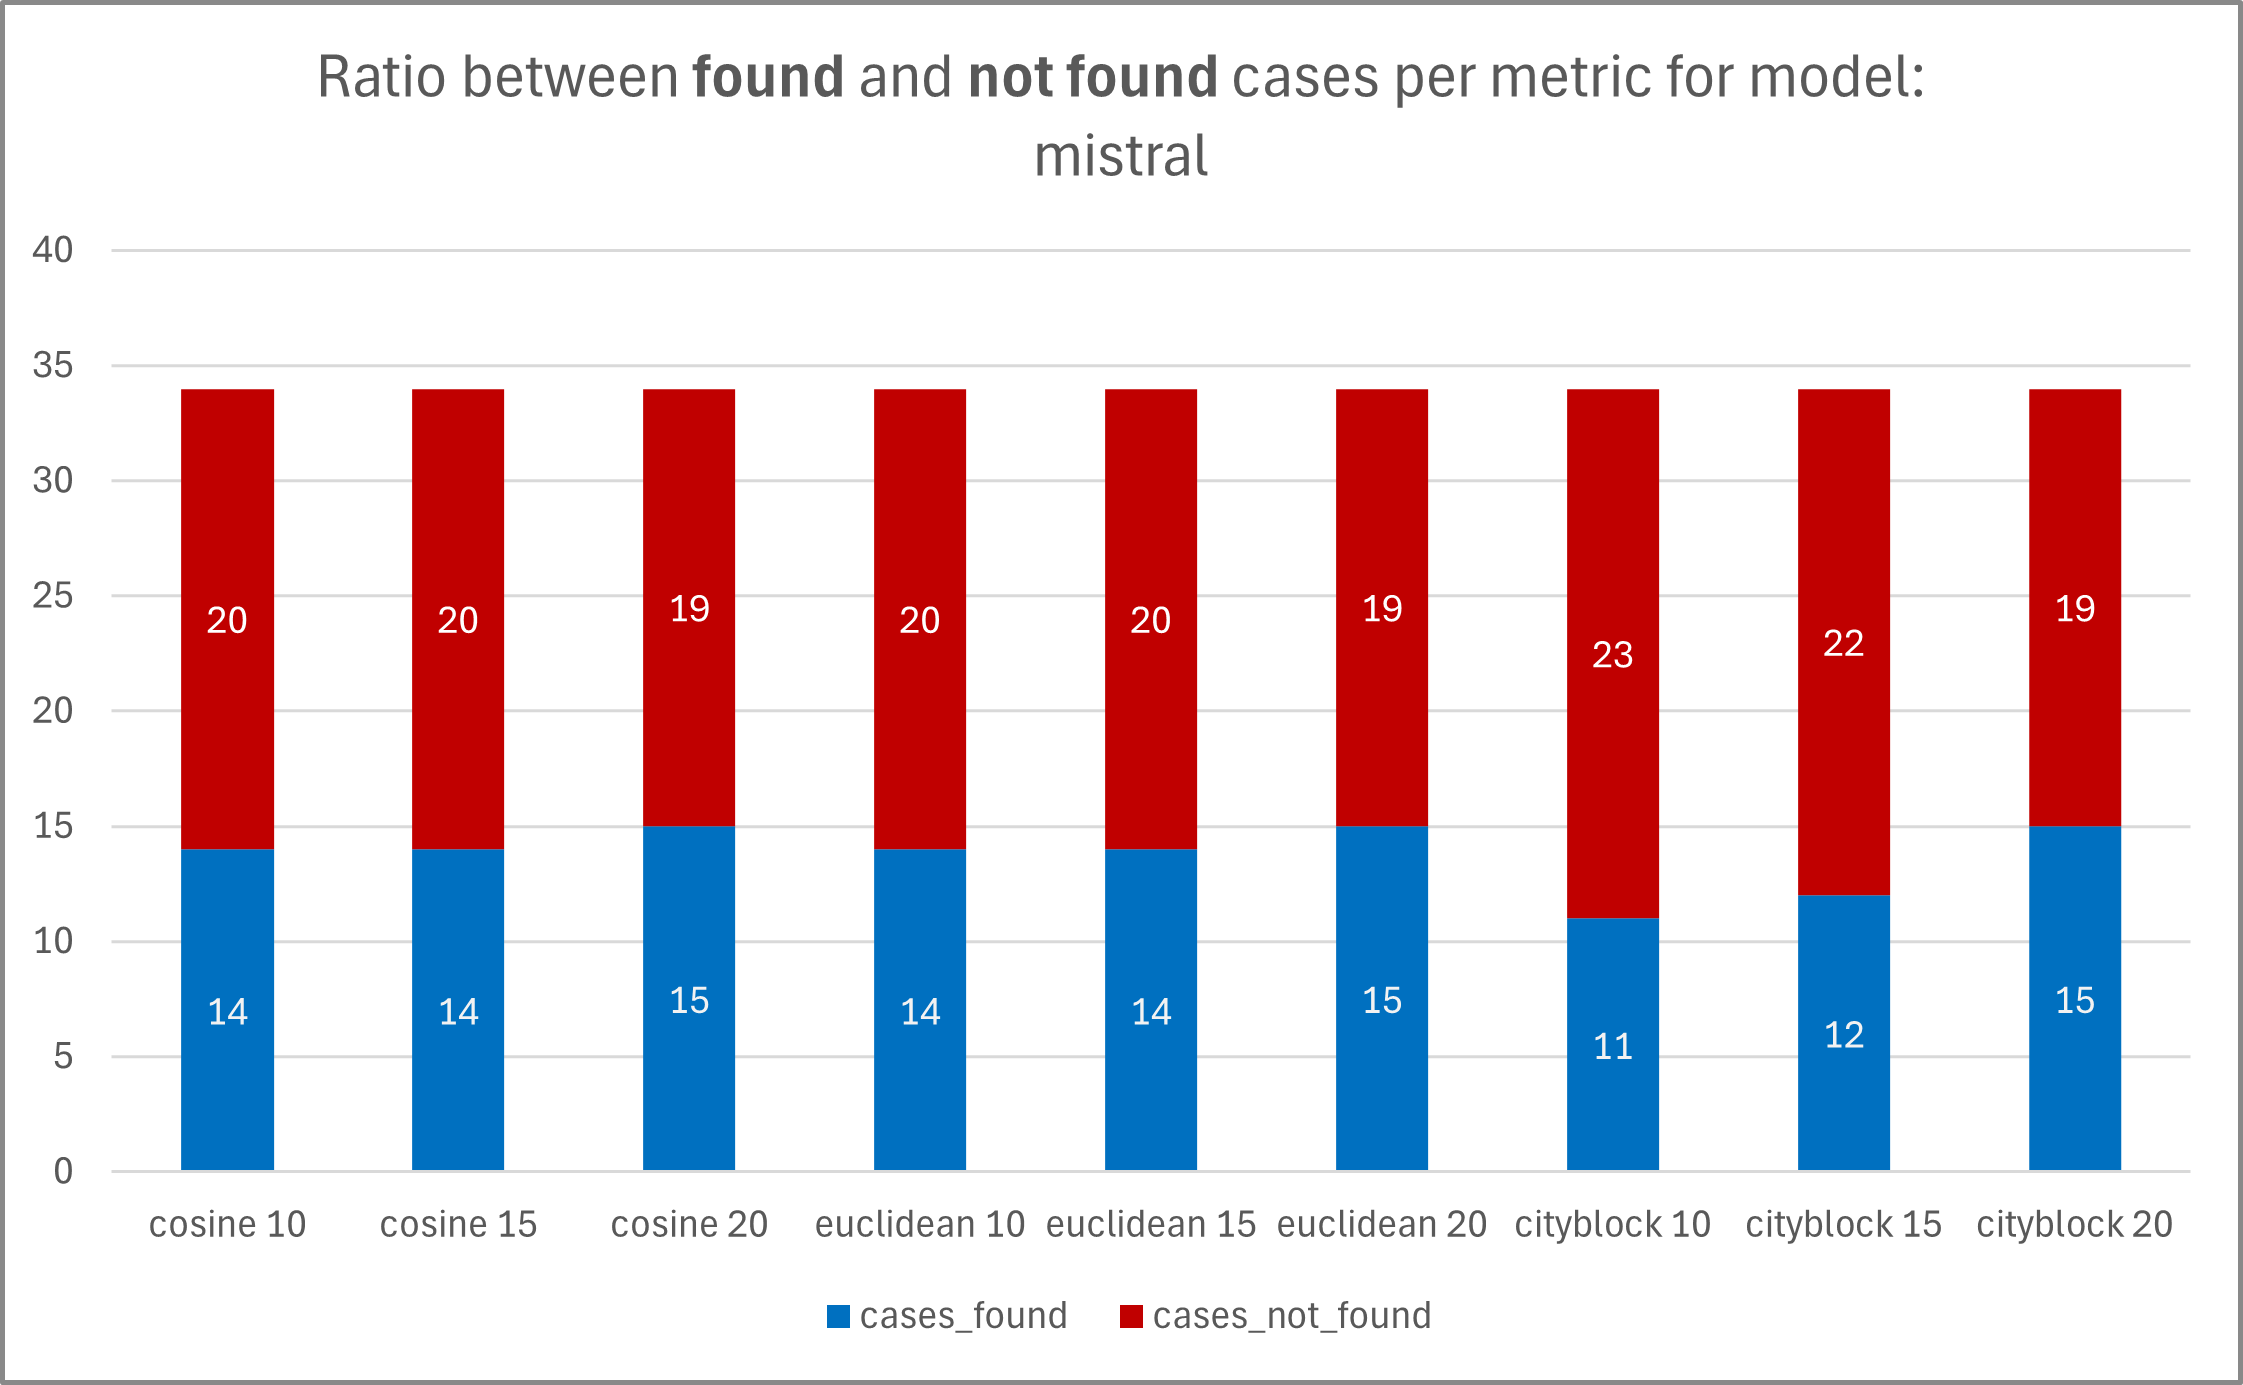 Ratio between found and not found cases per metric for model:
mistral
40
35
30
25
20
15
10
5
0
20 20 19 20 20 19 23 22 19
14 14 15 14 14 15 11 12 15
cosine 10 cosine 15 cosine 20 euclidean 10 euclidean 15 euclidean 20 cityblock 10 cityblock 15 cityblock 20
cases_found cases_not_found